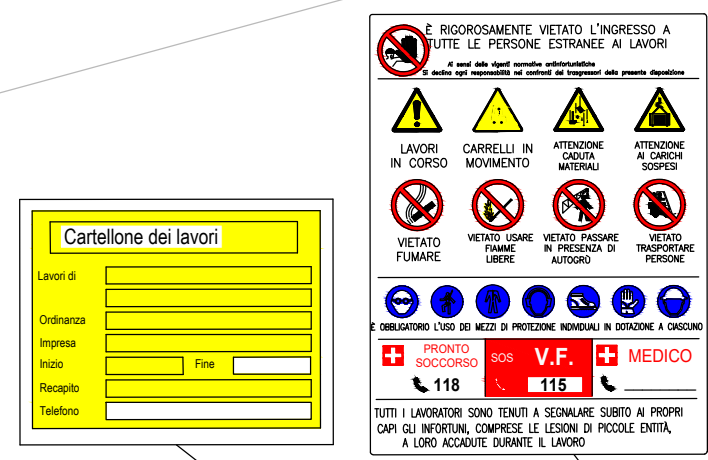 È RIGOROSAMENTE VIETATO L'INGRESSO A
TUTTE LE PERSONE ESTRANEE AI LAVORI
Ai sensi delle vigenti normative antinfortunistiche
Si declina ogni responsabilità nei confronti dei trasgressori della presente disposizione
LAVORI
IN CORSO
CARRELLI IN
MOVIMENTO
ATTENZIONE
CADUTA
MATERIALI
ATTENZIONE
AI CARICHI
SOSPESI
VIETATO
FUMARE
VIETATO USARE
FIAMME
LIBERE
VIETATO PASSARE
IN PRESENZA DI
AUTOGRÙ
VIETATO
TRASPORTARE
PERSONE
È OBBLIGATORIO L'USO DEI MEZZI DI PROTEZIONE INDIVIDUALI IN DOTAZIONE A CIASCUNO
PRONTO
SOCCORSO
118
SOS V.F.
115
MEDICO
TUTTI I LAVORATORI SONO TENUTI A SEGNALARE SUBITO AI PROPRI
CAPI GLI INFORTUNI, COMPRESE LE LESIONI DI PICCOLE ENTITÀ,
A LORO ACCADUTE DURANTE IL LAVORO
Cartellone dei lavori
Lavori di
Ordinanza
Impresa
Inizio Fine
Recapito
Telefono